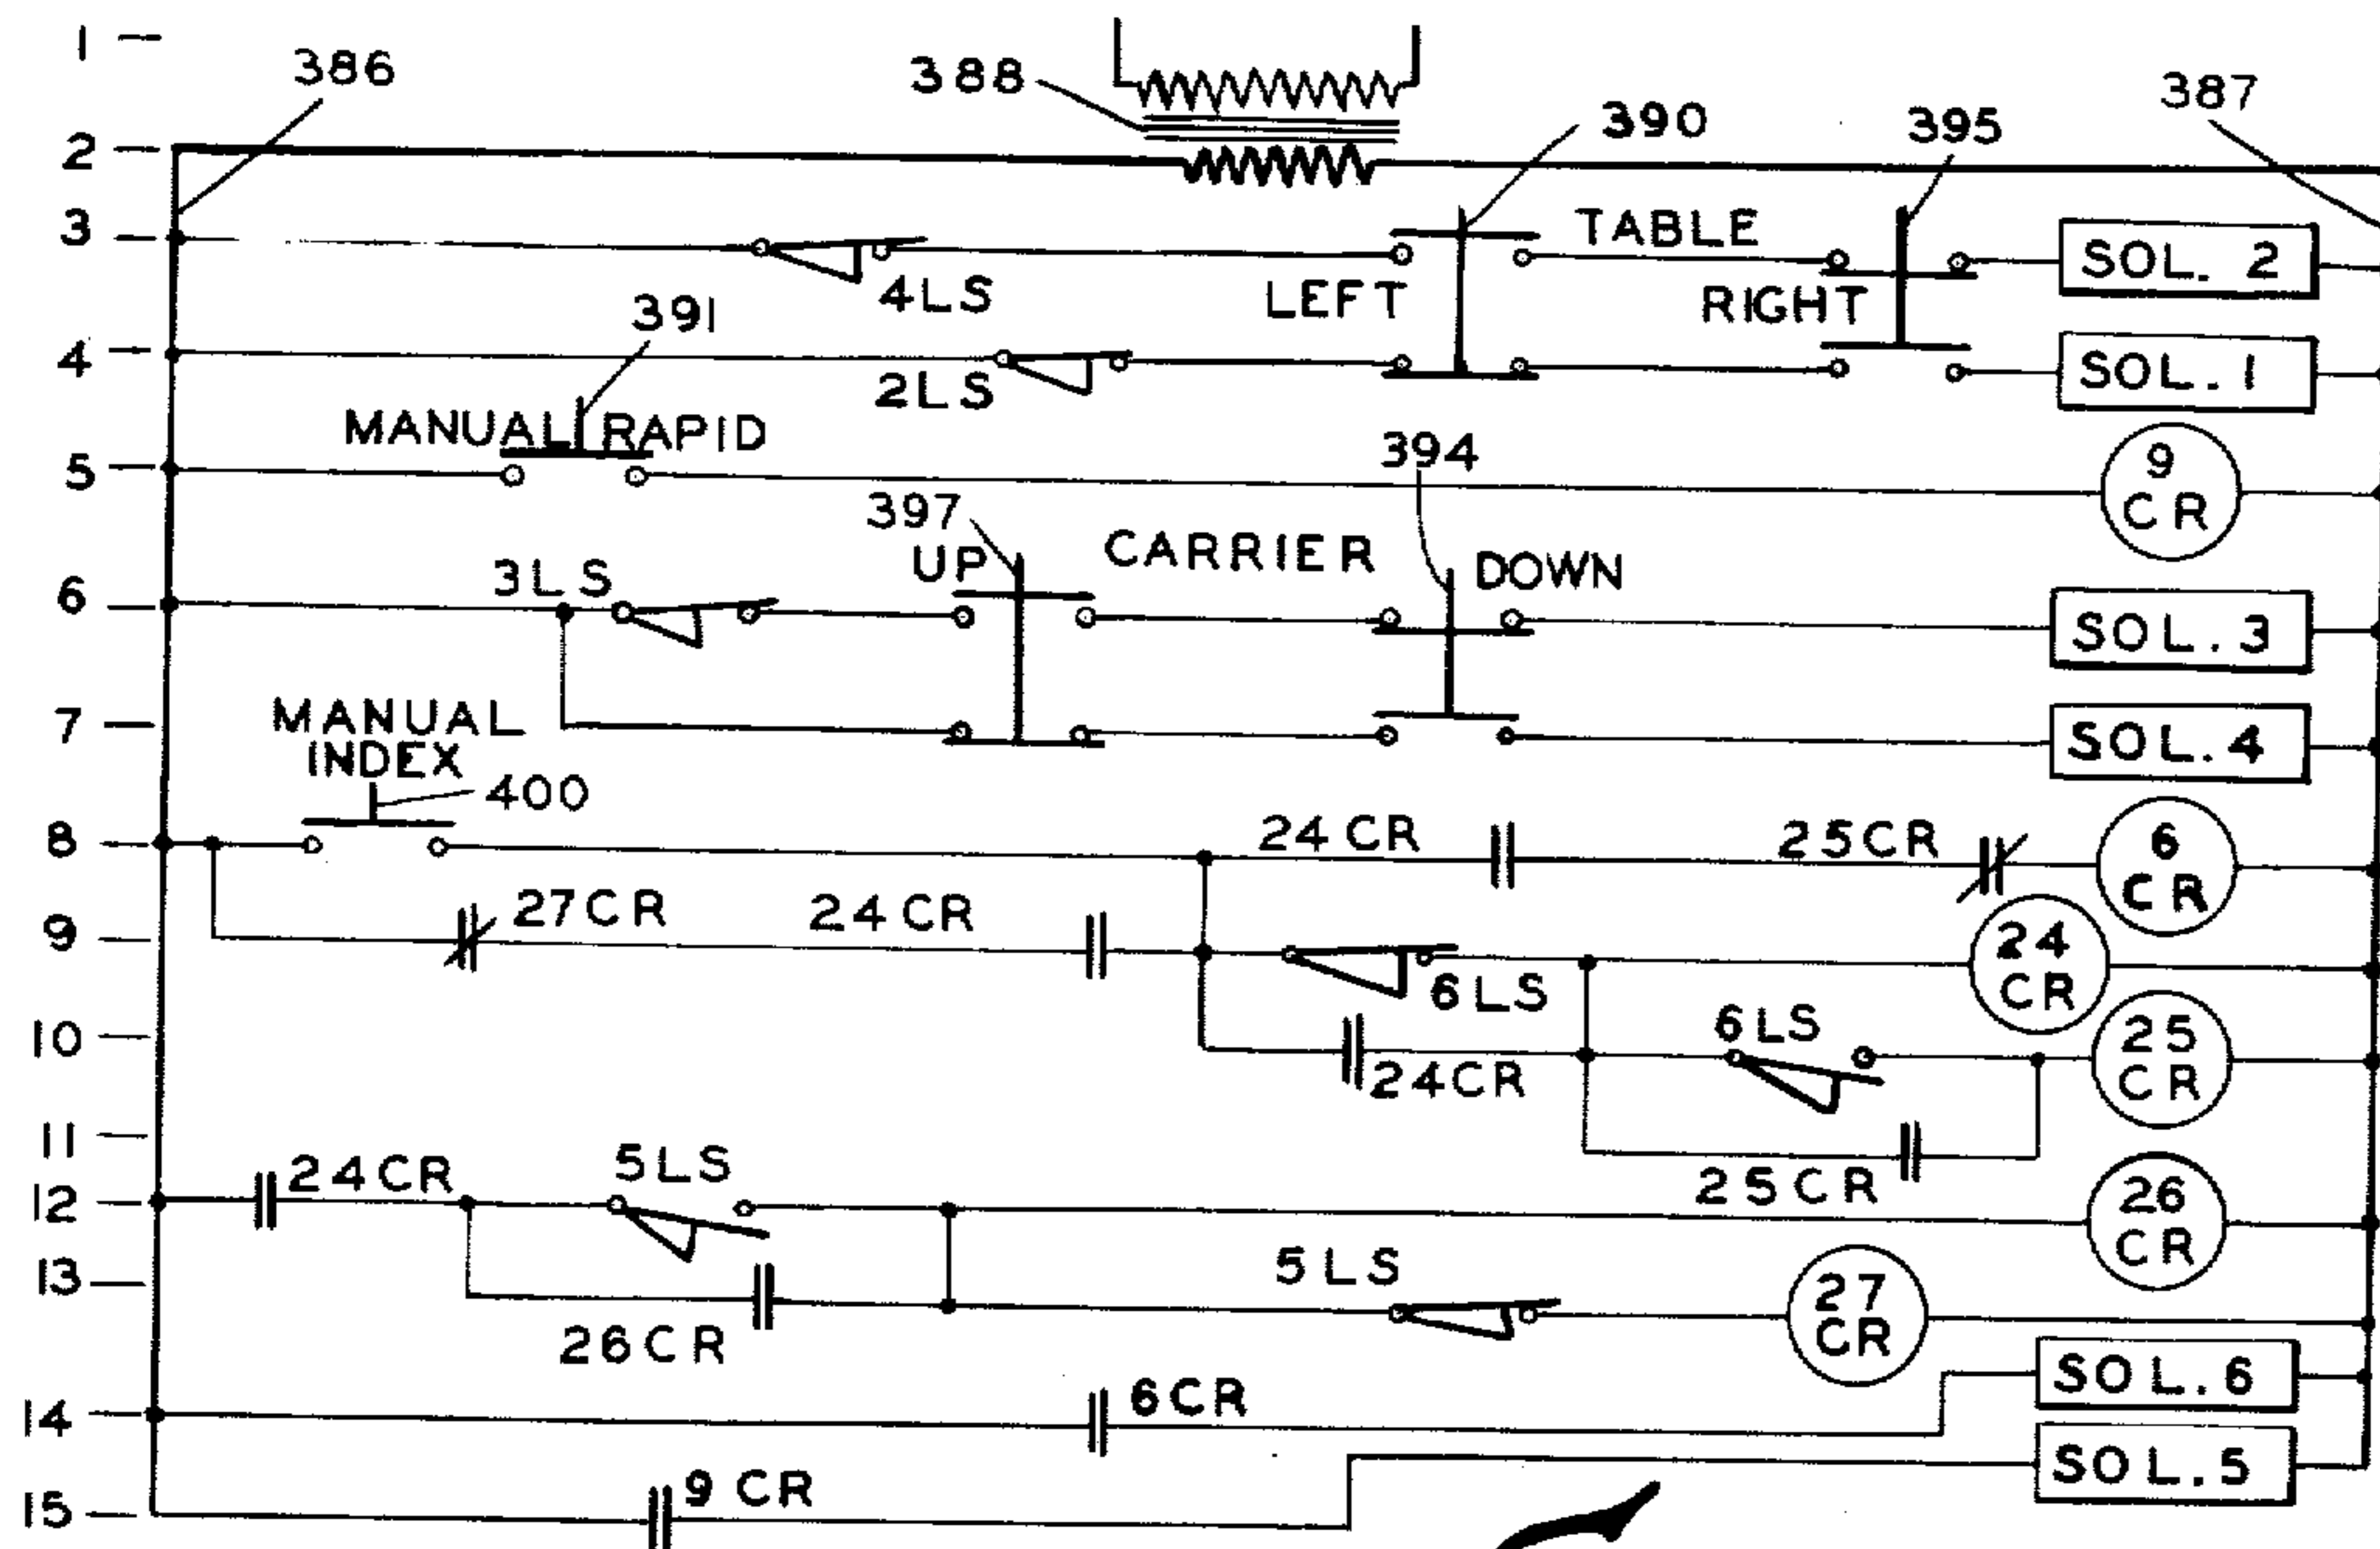 1
386
388
390
395
387
2
3
4LS
LEFT
TABLE
RIGHT
SOL. 2
391
4
2LS
SOL. 1
MANUAL RAPID
5
394
9
CR
397
UP
CARRIER
DOWN
3LS
6
SOL. 3
7
MANUAL
INDEX
400
SOL. 4
8
24 CR
25CR
6
CR
9
27CR
24 CR
6LS
24
CR
10
24CR
6LS
25
CR
11
25CR
12
24CR
5LS
26
CR
13
26CR
5LS
27
CR
SOL. 6
14
6CR
SOL. 5
15
9 CR